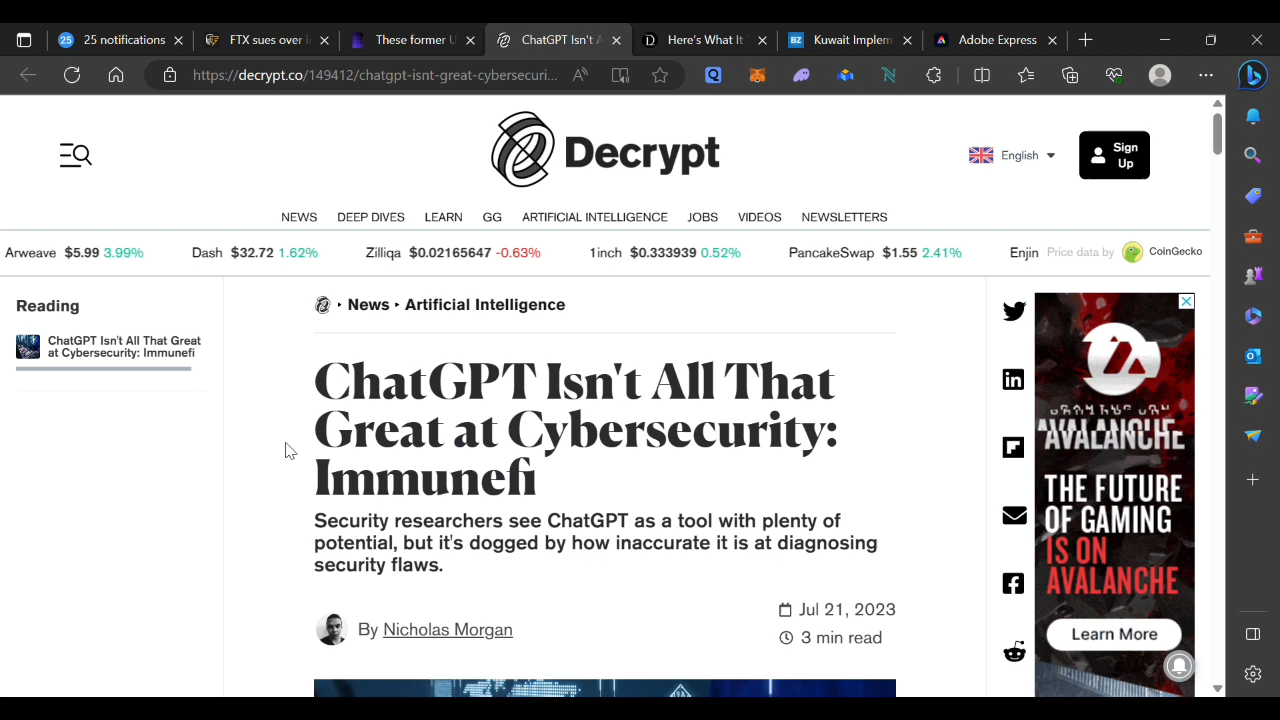 25 25 notifications
FTX sues over i
These former U
ChatGPT Isn't A
Here's What It
BZ Kuwait Implem
Adobe Express
https://decrypt.co/149412/chatgpt-isnt-great-cybersecuri...
Decrypt
English
Sign Up
NEWS DEEP DIVES LEARN GG ARTIFICIAL INTELLIGENCE JOBS VIDEOS NEWSLETTERS
Arweave $5.99 3.99% Dash $32.72 1.62% Zilliqa $0.02165647 -0.63% 1inch $0.333939 0.52% PancakeSwap $1.55 2.41% Enjin Price data by CoinGecko
Reading
ChatGPT Isn't All That Great
at Cybersecurity: Immunefi
News ‣ Artificial Intelligence
ChatGPT Isn't All That
Great at Cybersecurity:
Immunefi
Security researchers see ChatGPT as a tool with plenty of
potential, but it's dogged by how inaccurate it is at diagnosing
security flaws.
By Nicholas Morgan
Jul 21, 2023
3 min read
AVALANCHE
THE FUTURE
OF GAMING
IS ON
AVALANCHE
Learn More